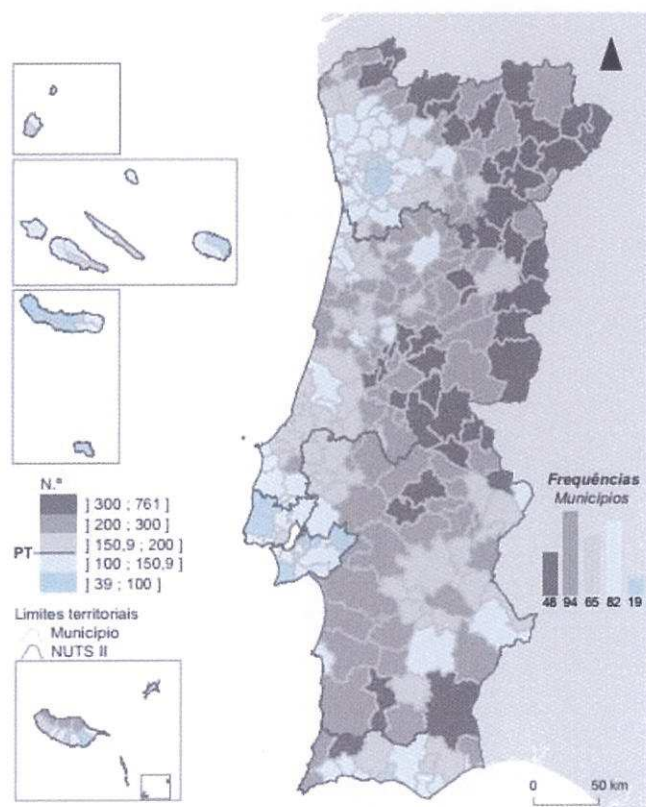 N.º
] 300 ; 761 ]
] 200 ; 300 ]
] 150,9 ; 200 ]
PT
] 100 ; 150,9 ]
] 39 ; 100 ]
Limites territoriais
Município
NUTS II
Frequências
Municípios
48 94 65 82 19
0 50 km